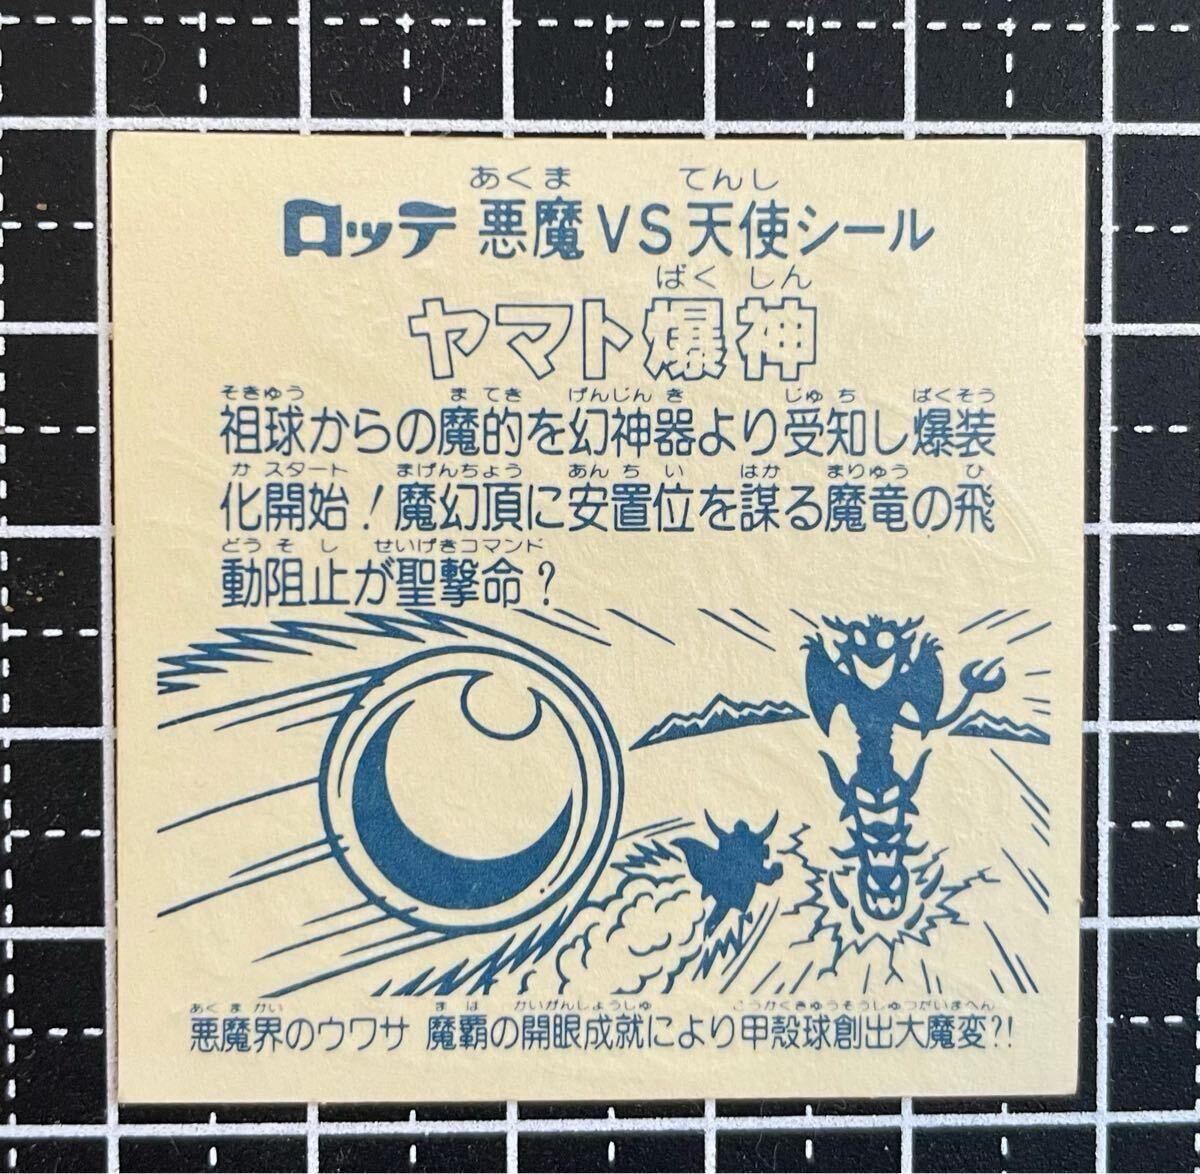 あくま てんし
ロッテ 悪魔VS天使シール
ばくしん
ヤマト爆神
そきゅう まてき げんじんき じゅち ばくそう
祖球からの魔的を幻神器より受知し爆装
か スタート まげんちょう あんちい はか まりゅう ひ
化開始!魔幻頂に安置位を謀る魔竜の飛
どうそし せいげきコマンド
動阻止が聖撃命?
あくまかい まは かいがんじょうじゅ こうかくきゅうそうしゅつだいまへん
悪魔界のウワサ 魔覇の開眼成就により甲殻球創出大魔変?!